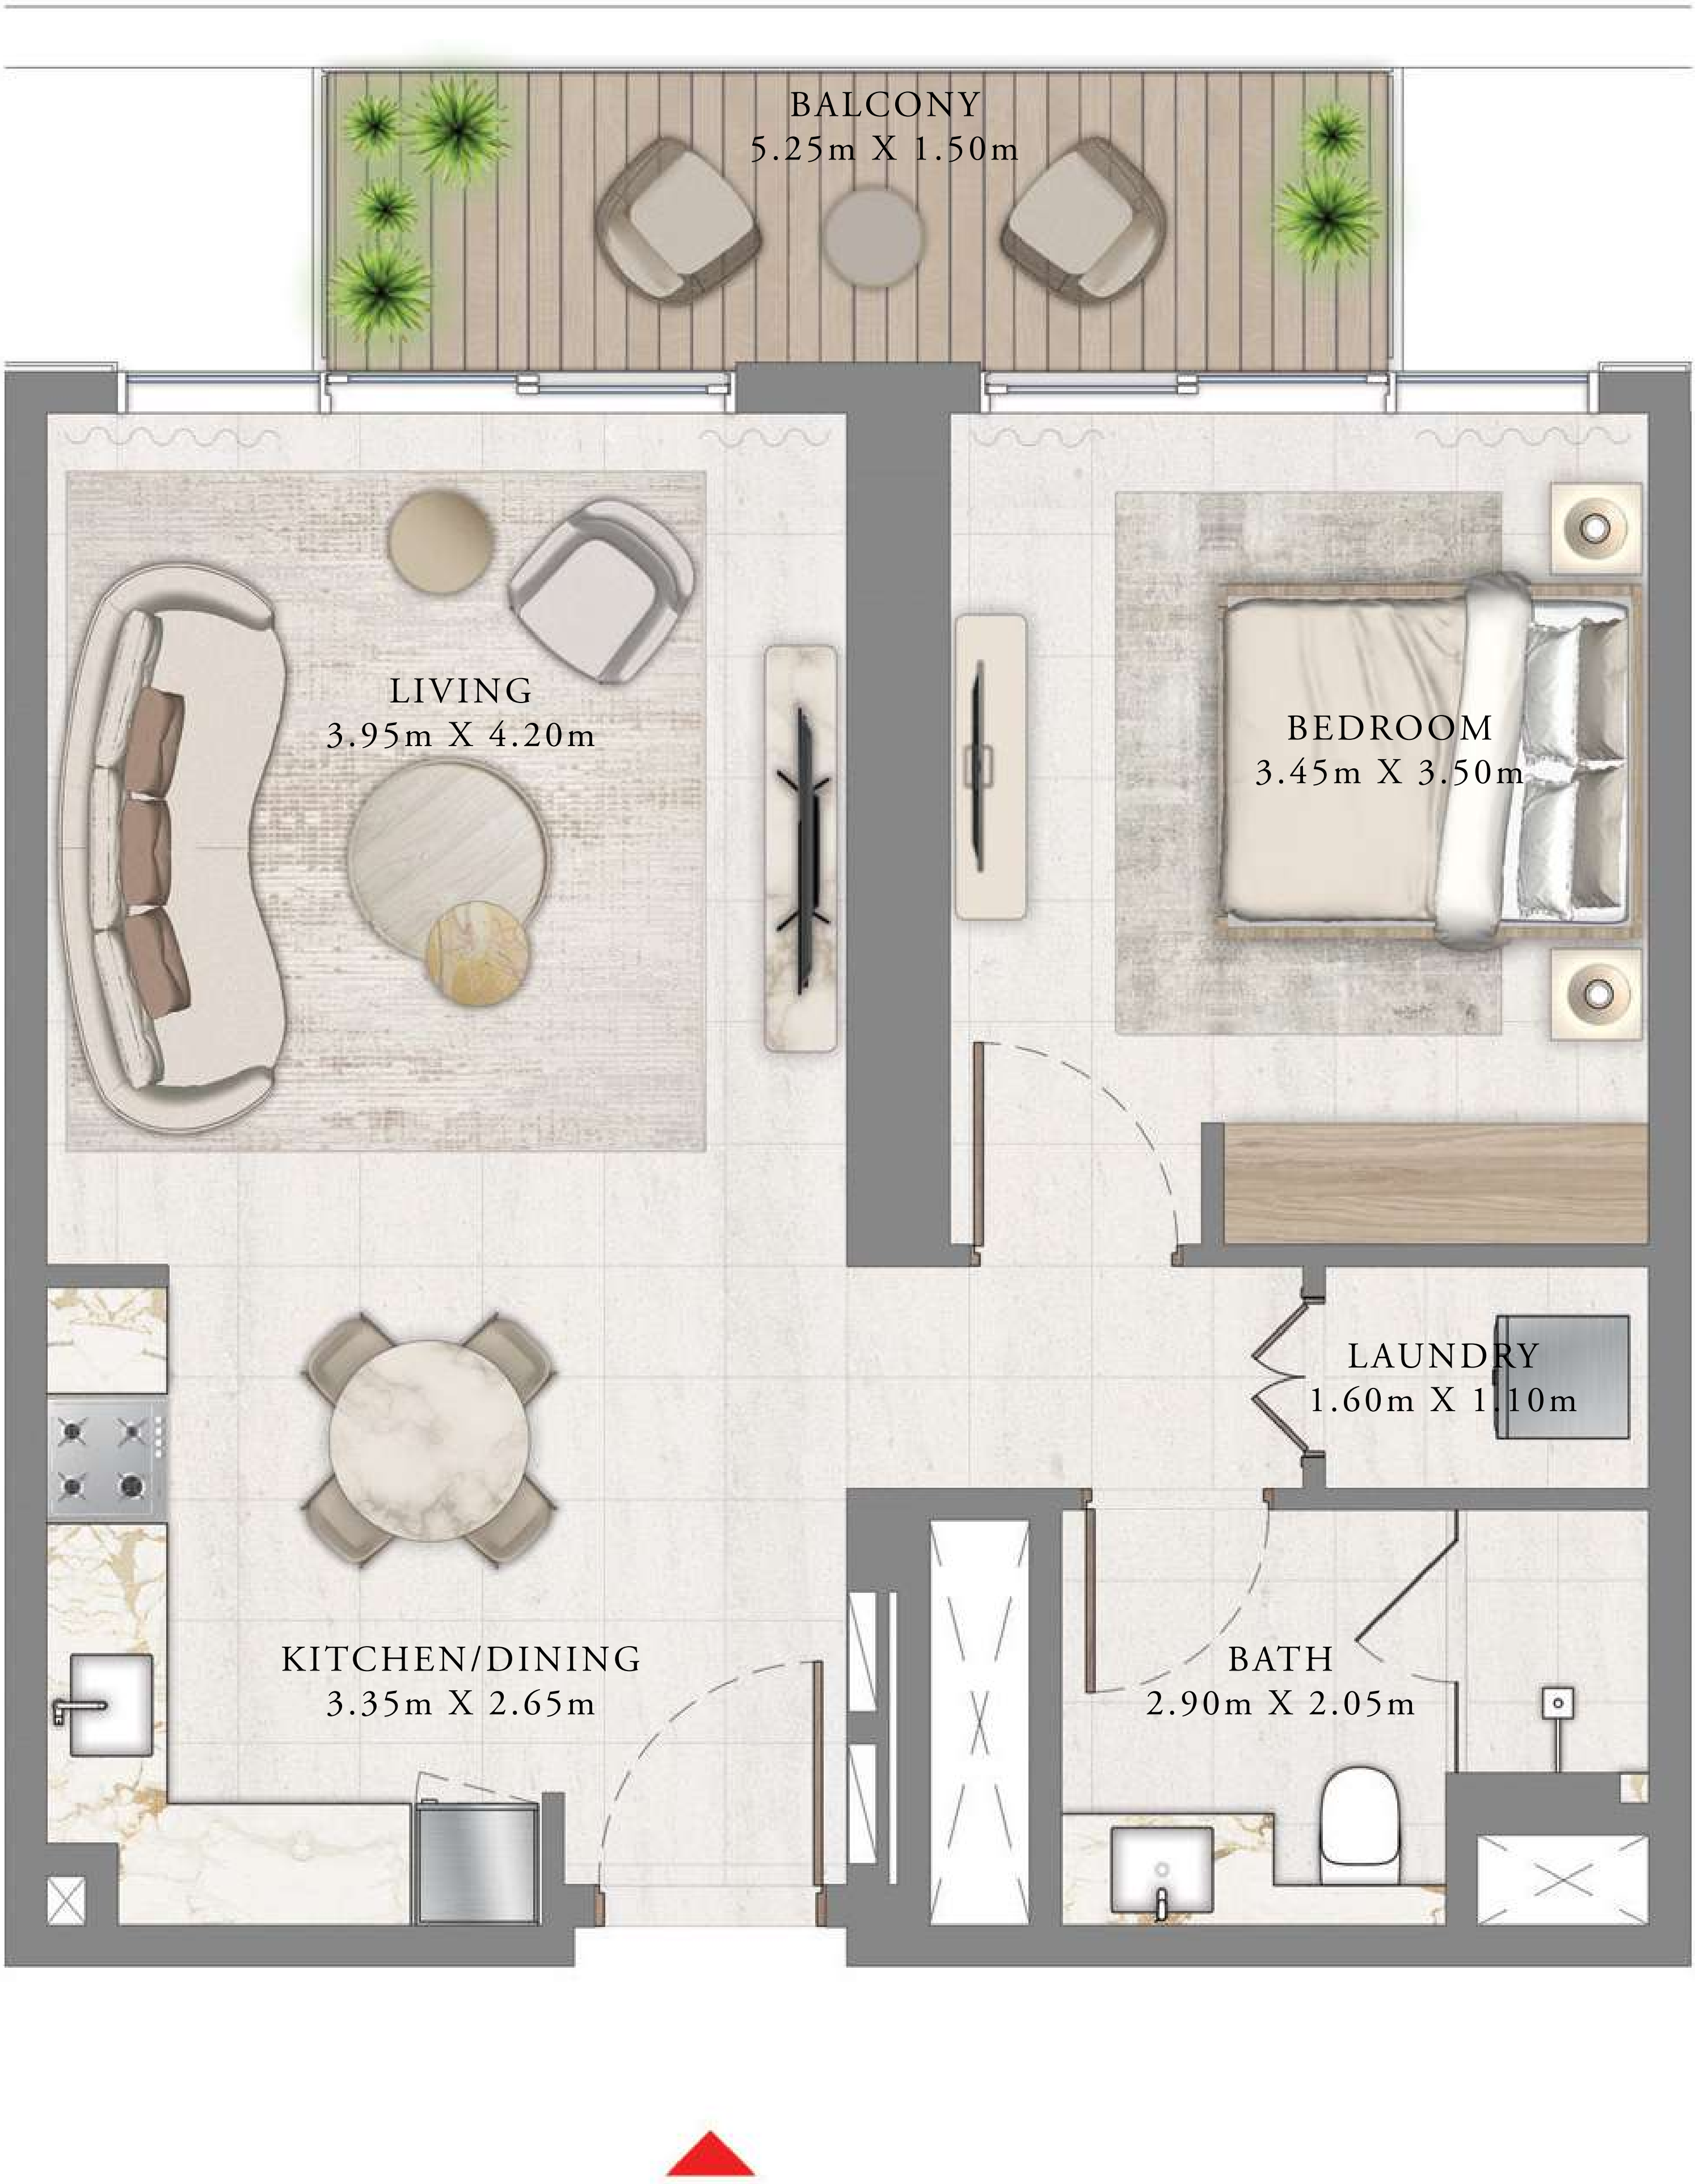 BALCONY
5.25m X 1.50m
LIVING
3.95m X 4.20m
BEDROOM
3.45m X 3.50m
LAUNDRY
1.60m X 1.10m
KITCHEN/DINING
3.35m X 2.65m
BATH
2.90m X 2.05m